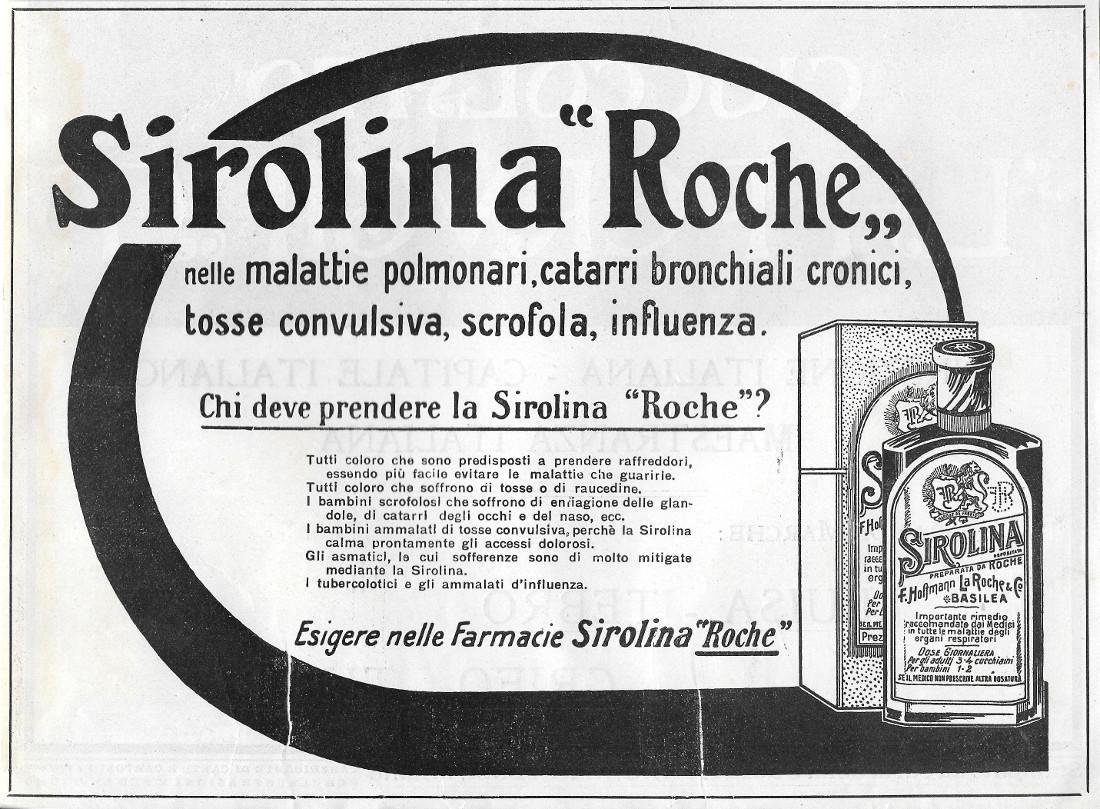 Sirolina “Roche„
nelle malattie polmonari, catarri bronchiali cronici,
tosse convulsiva, scrofola, influenza.
Chi deve prendere la Sirolina “Roche”?
Tutti coloro che sono predisposti a prendere raffreddori,
essendo più facile evitare le malattie che guarirle.
Tutti coloro che soffrono di tosse o di raucedine.
I bambini scrofolosi che soffrono di enfiagione delle glan-
dole, di catarri degli occhi e del naso, ecc.
I bambini ammalati di tosse convulsiva, perchè la Sirolina
calma prontamente gli accessi dolorosi.
Gli asmatici, le cui sofferenze sono di molto mitigate
mediante la Sirolina.
I tubercolotici e gli ammalati d'influenza.
Esigere nelle Farmacie Sirolina “Roche”
SIROLINA
PREPARATA DA ROCHE
F. Hoffmann La Roche & Co
BASILEA
Importante rimedio
raccomandato dai Medici
in tutte le malattie degli
organi respiratori
DOSE GIORNALIERA
Per gli adulti 3-4 cucchiaini
Per bambini 1-2
SE IL MEDICO NON PRESCRIVE ALTRA DOSATURA